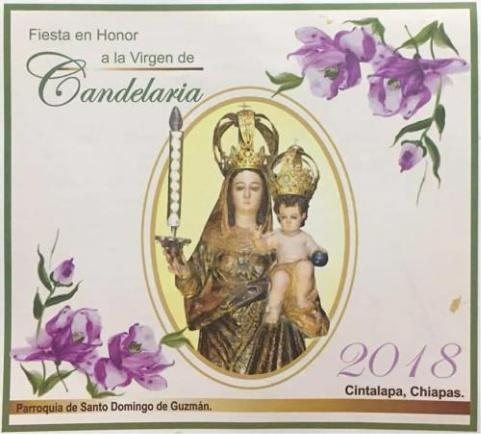 Fiesta en Honor
a la Virgen de
Candelaria
2018
Cintalapa, Chiapas.
Parroquia de Santo Domingo de Guzmán.